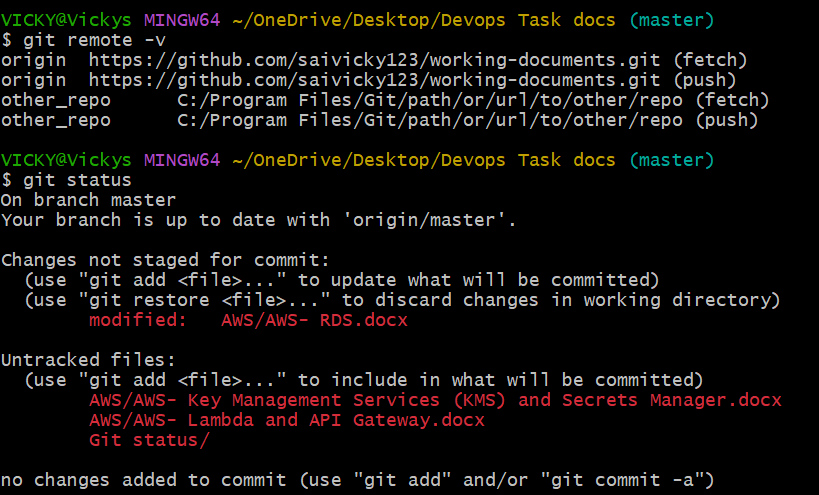 VICKY@Vickys MINGW64 ~/OneDrive/Desktop/Devops Task docs (master)
$ git remote -v
origin  https://github.com/saivicky123/working-documents.git (fetch)
origin  https://github.com/saivicky123/working-documents.git (push)
other_repo      C:/Program Files/Git/path/or/url/to/other/repo (fetch)
other_repo      C:/Program Files/Git/path/or/url/to/other/repo (push)

VICKY@Vickys MINGW64 ~/OneDrive/Desktop/Devops Task docs (master)
$ git status
On branch master
Your branch is up to date with 'origin/master'.

Changes not staged for commit:
  (use "git add <file>..." to update what will be committed)
  (use "git restore <file>..." to discard changes in working directory)
        modified:   AWS/AWS- RDS.docx

Untracked files:
  (use "git add <file>..." to include in what will be committed)
        AWS/AWS- Key Management Services (KMS) and Secrets Manager.docx
        AWS/AWS- Lambda and API Gateway.docx
        Git status/

no changes added to commit (use "git add" and/or "git commit -a")